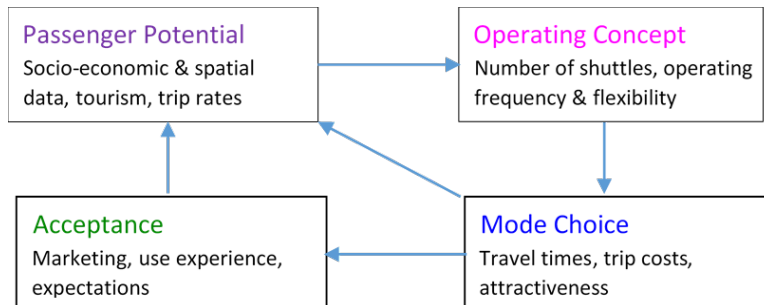 Passenger Potential
Socio-economic & spatial
data, tourism, trip rates
Operating Concept
Number of shuttles, operating
frequency & flexibility
Acceptance
Marketing, use experience,
expectations
Mode Choice
Travel times, trip costs,
attractiveness